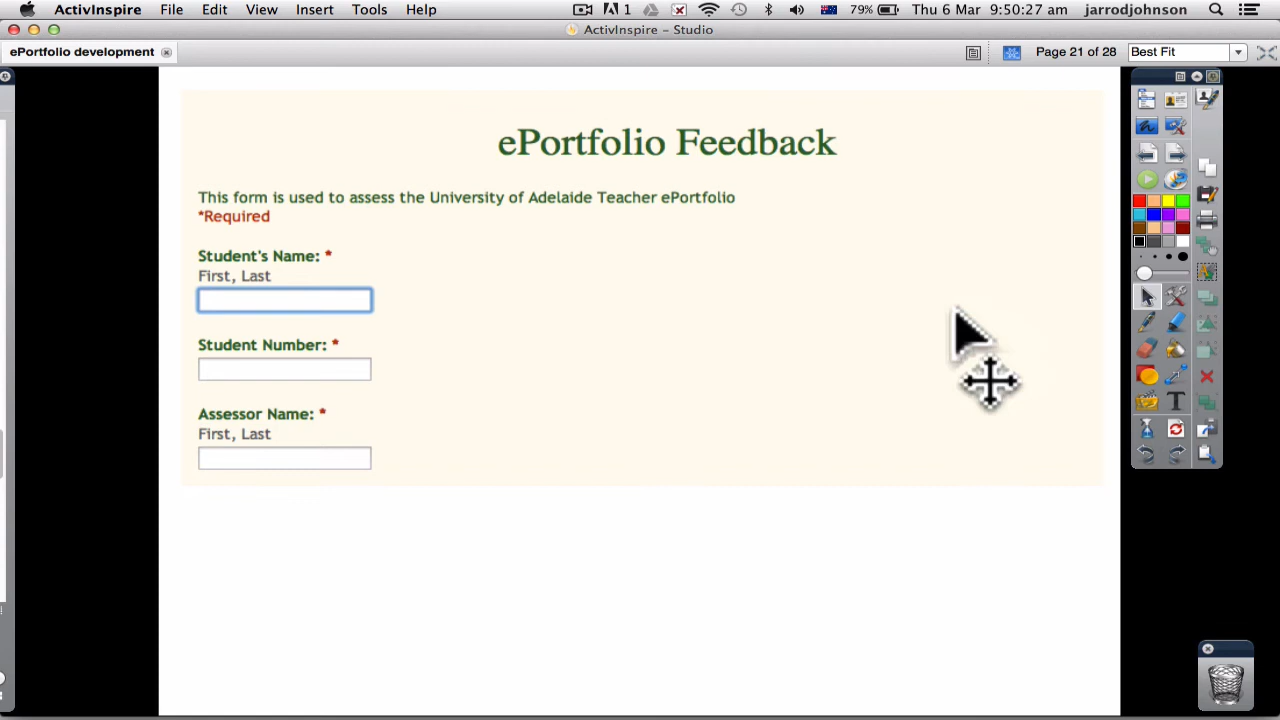 ActivInspire File Edit View Insert Tools Help 1 79% Thu 6 Mar 9:50:27 am jarrodjohnson
ActivInspire – Studio
ePortfolio development Page 21 of 28 Best Fit
ePortfolio Feedback
This form is used to assess the University of Adelaide Teacher ePortfolio
*Required
Student's Name: *
First, Last
Student Number: *
Assessor Name: *
First, Last
T